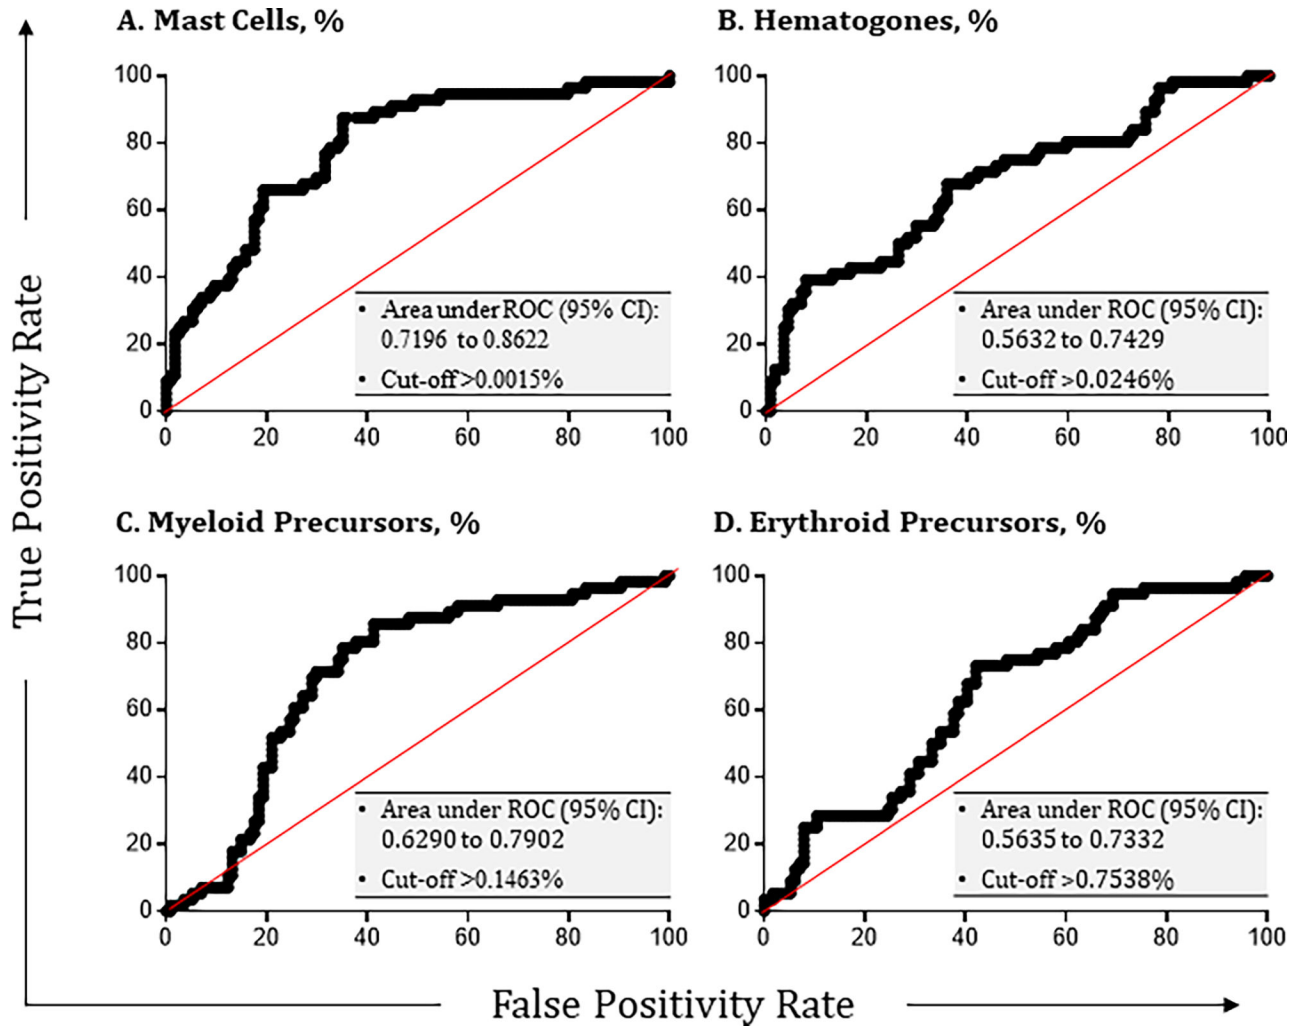 True Positivity Rate
A. Mast Cells, %
100
80
60
40
20
0
0 20 40 60 80 100
• Area under ROC (95% CI):
0.7196 to 0.8622
• Cut-off >0.0015%
B. Hematogones, %
100
80
60
40
20
0
0 20 40 60 80 100
• Area under ROC (95% CI):
0.5632 to 0.7429
• Cut-off >0.0246%
C. Myeloid Precursors, %
100
80
60
40
20
0
0 20 40 60 80 100
• Area under ROC (95% CI):
0.6290 to 0.7902
• Cut-off >0.1463%
D. Erythroid Precursors, %
100
80
60
40
20
0
0 20 40 60 80 100
• Area under ROC (95% CI):
0.5635 to 0.7332
• Cut-off >0.7538%
False Positivity Rate